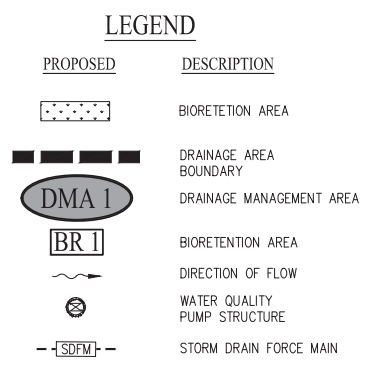 LEGEND
PROPOSED DESCRIPTION
BIORETETION AREA
DRAINAGE AREA
BOUNDARY
DMA 1 DRAINAGE MANAGEMENT AREA
BR 1 BIORETENTION AREA
DIRECTION OF FLOW
WATER QUALITY
PUMP STRUCTURE
SDFM STORM DRAIN FORCE MAIN